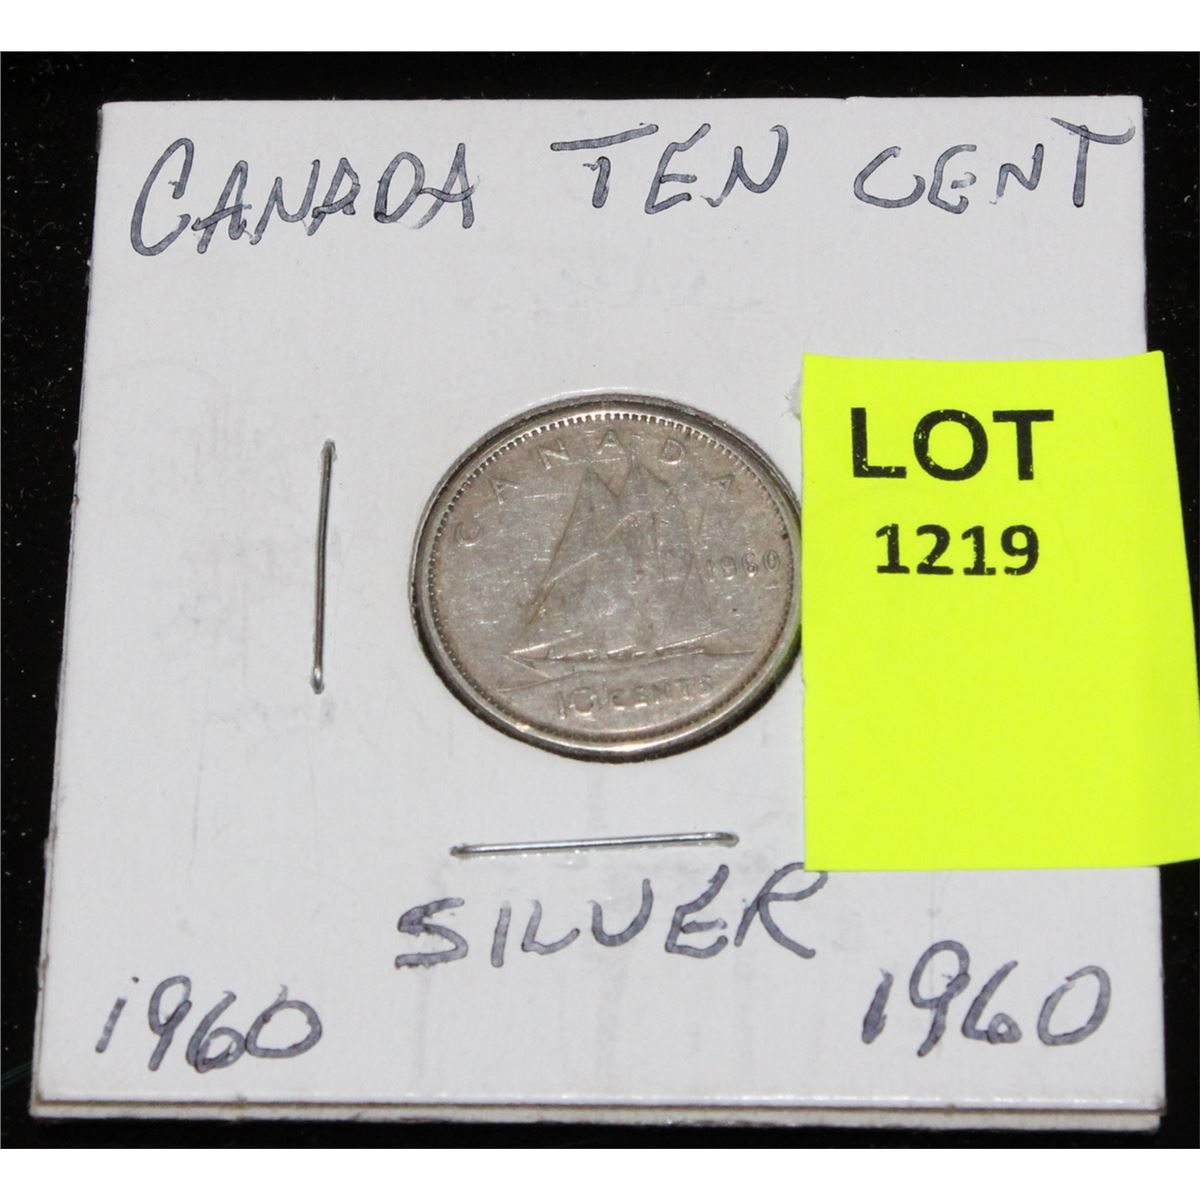 CANADA TEN CENT
LOT
1219
CANADA
1960
10 CENTS
SILVER
1960 1960